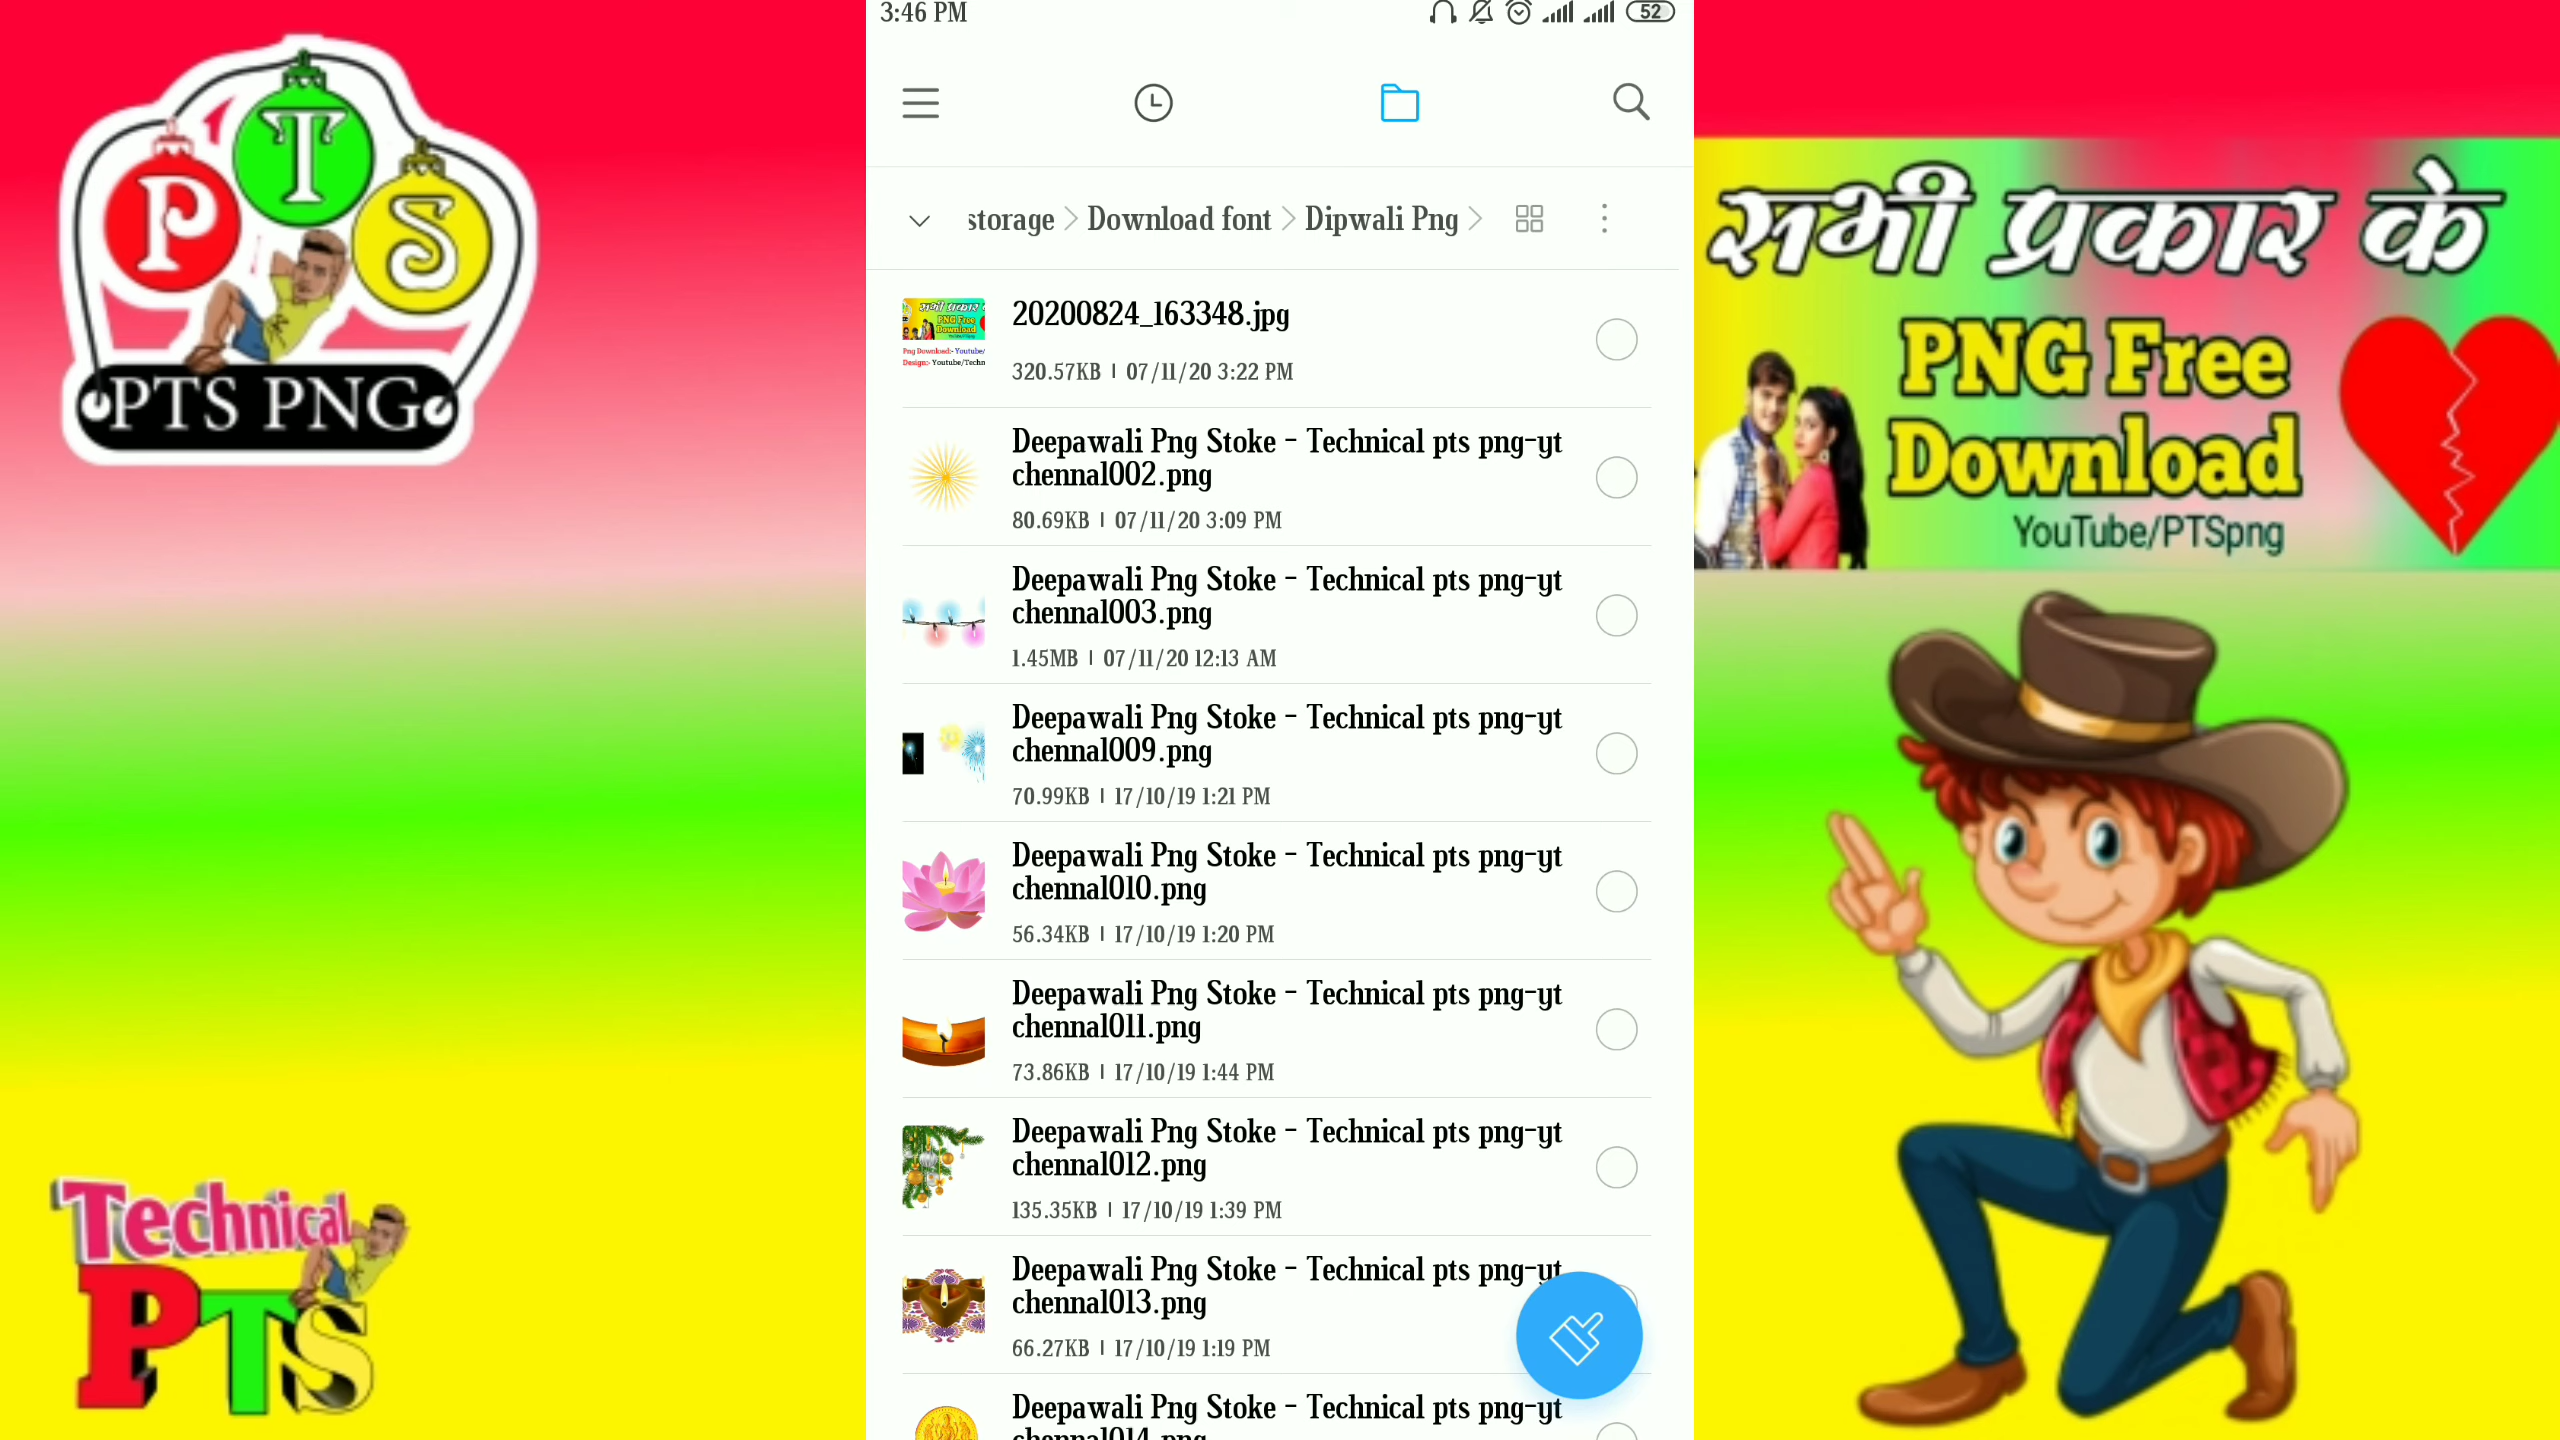 P
T
S
PTS PNG
Technical
PTS
3:46 PM
52
storage
Download font
Dipwali Png
20200824_163348.jpg
320.57KB | 07/11/20 3:22 PM
Deepawali Png Stoke - Technical pts png-yt
chennal002.png
80.69KB | 07/11/20 3:09 PM
Deepawali Png Stoke - Technical pts png-yt
chennal003.png
1.45MB | 07/11/20 12:13 AM
Deepawali Png Stoke - Technical pts png-yt
chennal009.png
70.99KB | 17/10/19 1:21 PM
Deepawali Png Stoke - Technical pts png-yt
chennal010.png
56.34KB | 17/10/19 1:20 PM
Deepawali Png Stoke - Technical pts png-yt
chennal011.png
73.86KB | 17/10/19 1:44 PM
Deepawali Png Stoke - Technical pts png-yt
chennal012.png
135.35KB | 17/10/19 1:39 PM
Deepawali Png Stoke - Technical pts png-yt
chennal013.png
66.27KB | 17/10/19 1:19 PM
Deepawali Png Stoke - Technical pts png-yt
chennal014.png
सभी प्रकार के
PNG Free
Download
YouTube/PTSpng